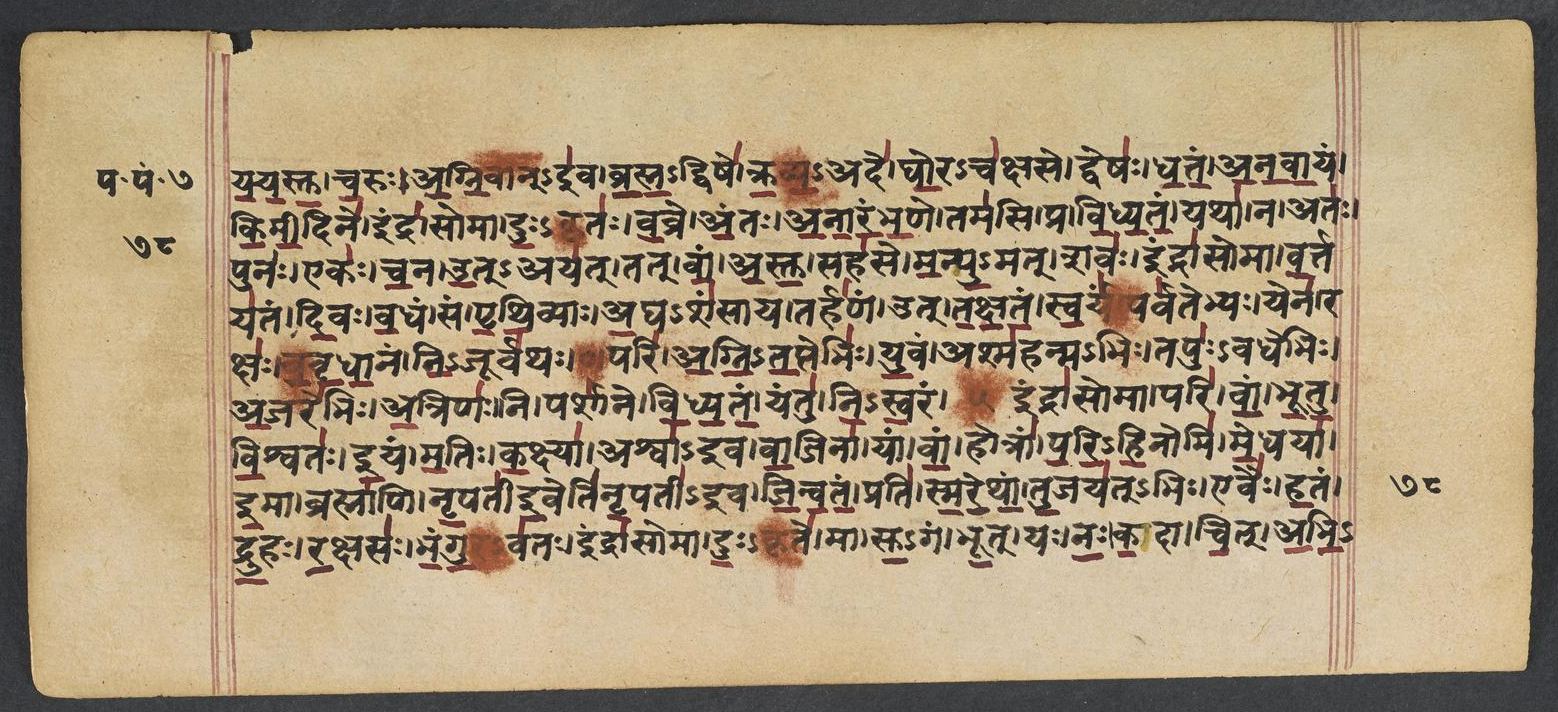 प॰पं॰७ ययस्तु।चरुः।अग्निवान्ऽइव।ब्रह्मऽद्विषे।क्रव्यऽअदे।घोरऽचक्षसे।द्वेषः।धत्तं।अनवायं।
७८ किमीदिने।इंद्रासोमा।दुःऽकृतः।वव्रे।अंतः।अनारंभणे।तमसि।प्र।विध्यतं।यथा।न।अतः।
पुनः।एकः।चन।उत्ऽअयत्।तत्।वां।अस्तु।सहसे।मन्युऽमत्।शवः।इंद्रासोमा।वर्त्त
यतं।दिवः।वधं।सं।पृथिव्याः।अघऽशंसाय।तर्हणं।उत्।तक्षतं।स्वर्यं।पर्वतेभ्यः।येन।र
क्षः।ववृधानं।निऽजूर्वथः।परि।अग्निऽतप्तेभिः।युवं।अश्महन्मऽभिः।तपुःऽवधेभिः।
अजरेभिः।अत्रिणः।नि।पर्शाने।विध्यतं।यंतु।निऽस्वरं। इंद्रासोमा।परि।वां।भूतु।
विश्वतः।इयं।मतिः।कक्ष्या।अश्वाऽइव।वाजिना।यां।वां।होत्रां।परिऽहिनोमि।मेधया।
इमा।ब्रह्माणि।नृपतीइवेतिनृपतीऽइव।जिन्वतं।प्रति।स्मरेथां।तुजयत्ऽभिः।एवैः।हतं। ७८
द्रुहः।रक्षसः।भंगुरऽवतः।इंद्रासोमा।दुःऽकृते।मा।सुऽगं।भूत्।यः।नः।कदा।चित्।अभिऽ